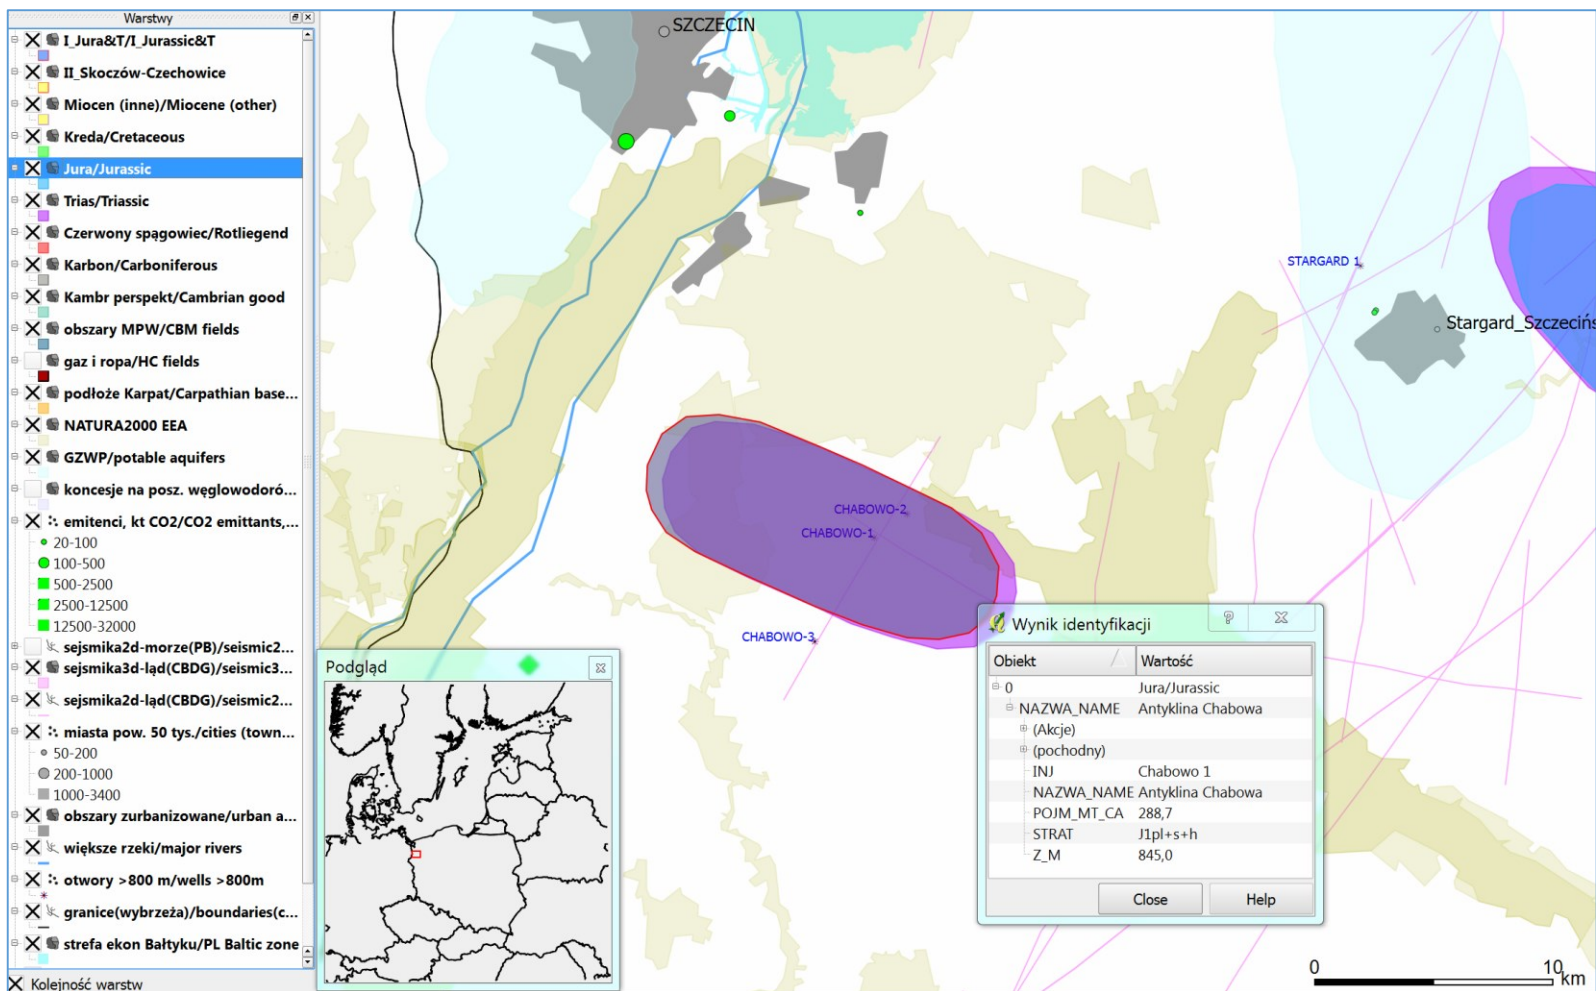 Warstwy
I_Jura&T/I_Jurassic&T
II_Skoczów-Czechowice
Miocen (inne)/Miocene (other)
Kreda/Cretaceous
Jura/Jurassic
Trias/Triassic
Czerwony spągowiec/Rotliegend
Karbon/Carboniferous
Kambr perspekt/Cambrian good
obszary MPW/CBM fields
gaz i ropa/HC fields
podłoże Karpat/Carpathian base...
NATURA2000 EEA
GZWP/potable aquifers
koncesje na posz. węglowodoró...
emitenci, kt CO2/CO2 emittants,...
20-100
100-500
500-2500
2500-12500
12500-32000
sejsmika2d-morze(PB)/seismic2...
sejsmika3d-ląd(CBDG)/seismic3...
sejsmika2d-ląd(CBDG)/seismic2...
miasta pow. 50 tys./cities (town...
50-200
200-1000
1000-3400
obszary zurbanizowane/urban a...
większe rzeki/major rivers
otwory >800 m/wells >800m
granice(wybrzeża)/boundaries(c...
strefa ekon Bałtyku/PL Baltic zone
Kolejność warstw
SZCZECIN
STARGARD 1
Stargard_Szczecińs
CHABOWO-2
CHABOWO-1
CHABOWO-3
Podgląd
Wynik identyfikacji
Obiekt Wartość
0 Jura/Jurassic
NAZWA_NAME Antyklina Chabowa
(Akcje)
(pochodny)
INJ Chabowo 1
NAZWA_NAME Antyklina Chabowa
POJM_MT_CA 288,7
STRAT J1pl+s+h
Z_M 845,0
Close Help
0 10
km